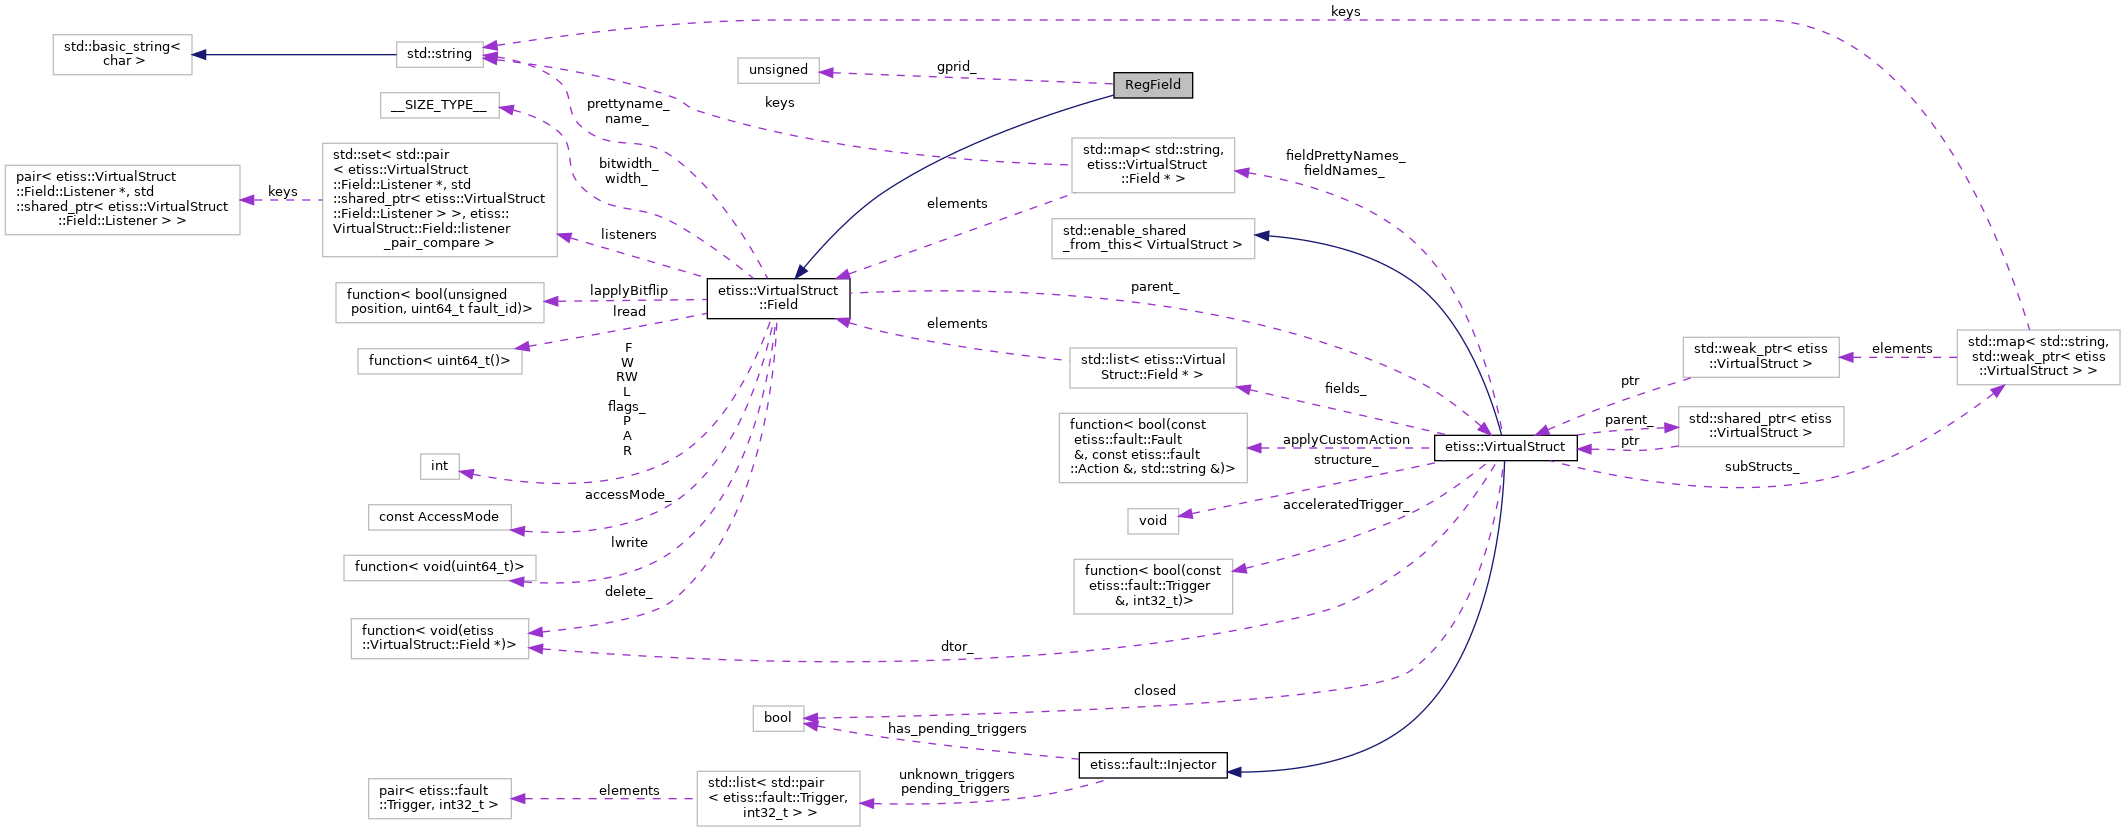 keys
std::basic_string<
char >
std::string
unsigned
gprid_
RegField
__SIZE_TYPE__
prettyname_
name_
keys
std::map< std::string,
etiss::VirtualStruct
::Field * >
fieldPrettyNames_
fieldNames_
pair< etiss::VirtualStruct
::Field::Listener *, std
::shared_ptr< etiss::VirtualStruct
::Field::Listener > >
keys
std::set< std::pair
< etiss::VirtualStruct
::Field::Listener *, std
::shared_ptr< etiss::VirtualStruct
::Field::Listener > >, etiss::
VirtualStruct::Field::listener
_pair_compare >
bitwidth_
width_
listeners
elements
std::enable_shared
_from_this< VirtualStruct >
function< bool(unsigned
position, uint64_t fault_id)>
lapplyBitflip
etiss::VirtualStruct
::Field
parent_
lread
function< uint64_t()>
elements
std::list< etiss::Virtual
Struct::Field * >
fields_
std::weak_ptr< etiss
::VirtualStruct >
elements
std::map< std::string,
std::weak_ptr< etiss
::VirtualStruct > >
ptr
F
W
RW
L
flags_
P
A
R
int
function< bool(const
etiss::fault::Fault
&, const etiss::fault
::Action &, std::string &)>
applyCustomAction
etiss::VirtualStruct
parent_
ptr
std::shared_ptr< etiss
::VirtualStruct >
subStructs_
structure_
void
const AccessMode
accessMode_
acceleratedTrigger_
function< void(uint64_t)>
lwrite
function< bool(const
etiss::fault::Trigger
&, int32_t)>
delete_
function< void(etiss
::VirtualStruct::Field *)>
dtor_
closed
bool
has_pending_triggers
etiss::fault::Injector
unknown_triggers
pending_triggers
pair< etiss::fault
::Trigger, int32_t >
elements
std::list< std::pair
< etiss::fault::Trigger,
int32_t > >